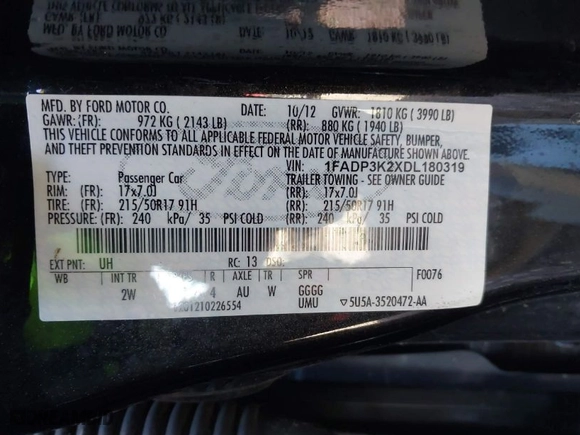 MFD. BY FORD MOTOR CO. DATE: 10/12 GVWR: 1810 KG ( 3990 LB)
GAWR: (FR): 972 KG ( 2143 LB) (RR): 880 KG ( 1940 LB)
THIS VEHICLE CONFORMS TO ALL APPLICABLE FEDERAL MOTOR VEHICLE SAFETY, BUMPER,
AND THEFT PREVENTION STANDARDS IN EFFECT ON THE DATE OF MANUFACTURE SHOWN ABOVE.
VIN: 1FADP3K2XDL180319
TYPE: Passenger Car TRAILER TOWING - SEE OWNER GUIDE
RIM: (FR): 17x7.0J (RR): 17x7.0J
TIRE: (FR): 215/50R17 91H (RR): 215/50R17 91H
PRESSURE: (FR): 240 kPa/ 35 PSI COLD (RR): 240 kPa/ 35 PSI COLD
EXT PNT: UH RC: 13 DSO: F0076
WB INT TR R AXLE TR SPR
2W 4 AU W GGGG
1210226554 UMU 5U5A-3520472-AA